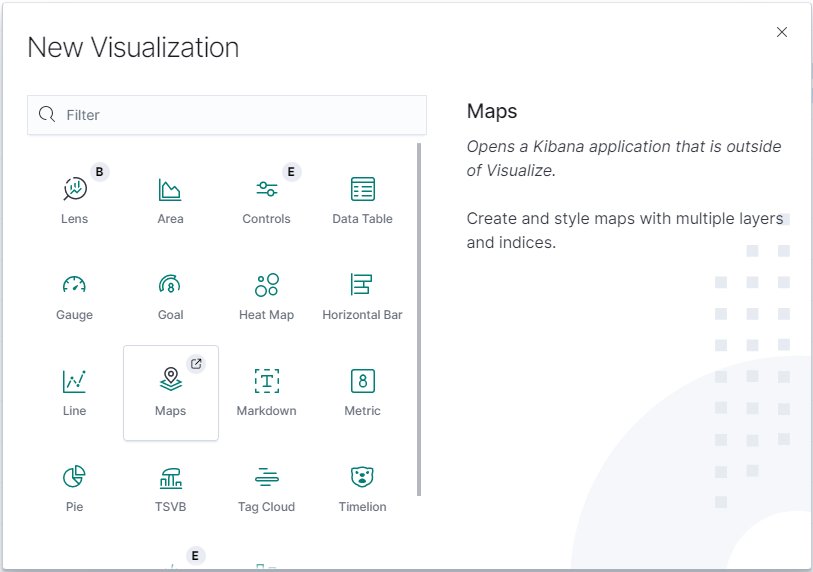 New Visualization
Filter
Maps
Opens a Kibana application that is outside
of Visualize.
Create and style maps with multiple layers
and indices.
B
E
Lens
Area
Controls
Data Table
8
Gauge
Goal
Heat Map
Horizontal Bar
T
8
Line
Maps
Markdown
Metric
Pie
TSVB
Tag Cloud
Timelion
E